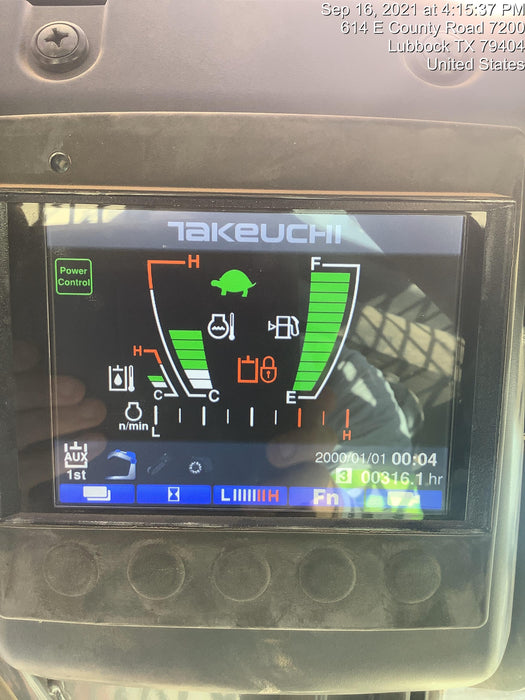 Sep 16, 2021 at 4:15:37 PM
614 E County Road 7200
Lubbock TX 79404
United States
TAKEUCHI
Power
Control
H
F
H
C
C
E
n/min
L
H
AUX
1st
2000/01/01 00:04
3 00316.1 hr
L H
Fn